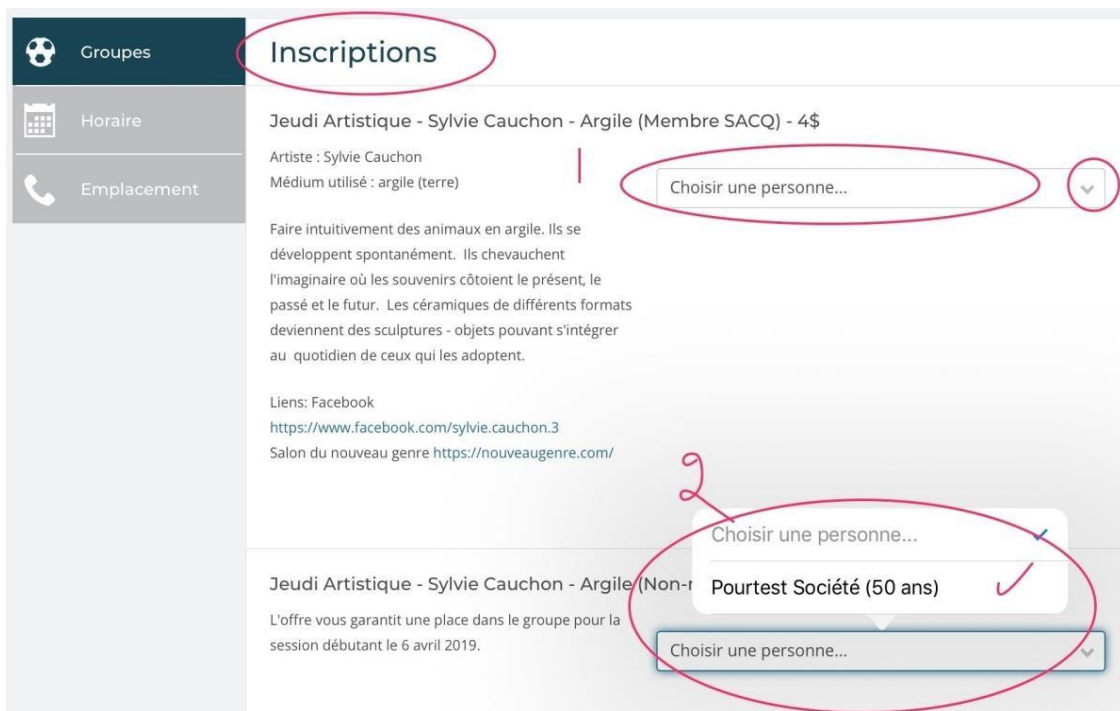 Groupes
Horaire
Emplacement
Inscriptions
Jeudi Artistique - Sylvie Cauchon - Argile (Membre SACQ) - 4$
Artiste : Sylvie Cauchon
Médium utilisé : argile (terre)
1
Choisir une personne...
Faire intuitivement des animaux en argile. Ils se
développent spontanément. Ils chevauchent
l'imaginaire où les souvenirs côtoient le présent, le
passé et le futur. Les céramiques de différents formats
deviennent des sculptures - objets pouvant s'intégrer
au quotidien de ceux qui les adoptent.
Liens: Facebook
https://www.facebook.com/sylvie.cauchon.3
Salon du nouveau genre https://nouveaugenre.com/
2
Choisir une personne...
Pourtest Société (50 ans)
Jeudi Artistique - Sylvie Cauchon - Argile (Non-
L'offre vous garantit une place dans le groupe pour la
session débutant le 6 avril 2019.
Choisir une personne...